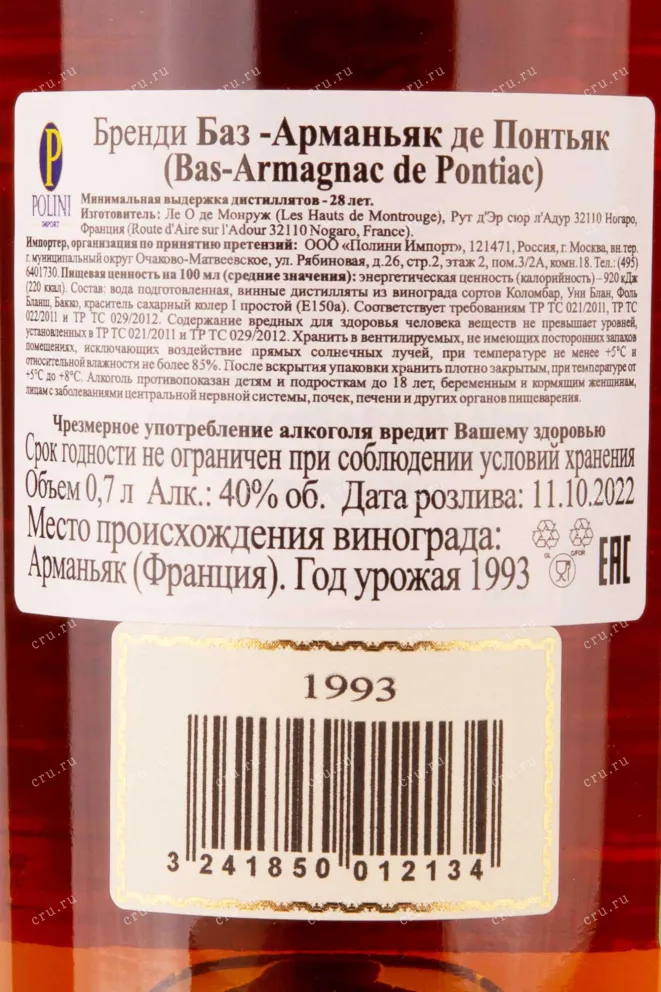 Бренди Баз -Арманьяк де Понтьяк
(Bas-Armagnac de Pontiac)
P
POLINI
IMPORT
Минимальная выдержка дистиллятов - 28 лет.
Изготовитель: Ле О де Монруж (Les Hauts de Montrouge), Рут д'Эр сюр л'Адур 32110 Ногаро,
Франция (Route d'Aire sur l'Adour 32110 Nogaro, France).
Импортер, организация по принятию претензий: ООО «Полини Импорт», 121471, Россия, г. Москва, вн.тер.
г. муниципальный округ Очаково-Матвеевское, ул. Рябиновая, д.26, стр.2, этаж 2, пом.3/2А, комн.18. Тел.: (495)
6401730. Пищевая ценность на 100 мл (средние значения): энергетическая ценность (калорийность) – 920 кДж
(220 ккал). Состав: вода подготовленная, винные дистилляты из винограда сортов Коломбар, Уни Блан, Фоль
Бланш, Бакко, краситель сахарный колер I простой (Е150а). Соответствует требованиям ТР ТС 021/2011, ТР ТС
022/2011 и ТР ТС 029/2012. Содержание вредных для здоровья человека веществ не превышает уровней,
установленных в ТР ТС 021/2011 и ТР ТС 029/2012. Хранить в вентилируемых, не имеющих посторонних запахов
помещениях, исключающих воздействие прямых солнечных лучей, при температуре не менее +5°С и
относительной влажности не более 85%. После вскрытия упаковки хранить плотно закрытым, при температуре от
+5°С до +8°С. Алкоголь противопоказан детям и подросткам до 18 лет, беременным и кормящим женщинам,
лицам с заболеваниями центральной нервной системы, почек, печени и других органов пищеварения.
Чрезмерное употребление алкоголя вредит Вашему здоровью
Срок годности не ограничен при соблюдении условий хранения
Объем 0,7 л Алк.: 40% об. Дата розлива: 11.10.2022
Место происхождения винограда:
Арманьяк (Франция). Год урожая 1993
GL
C/FOR
EAC
1993
3 241850 012134
cru.ru